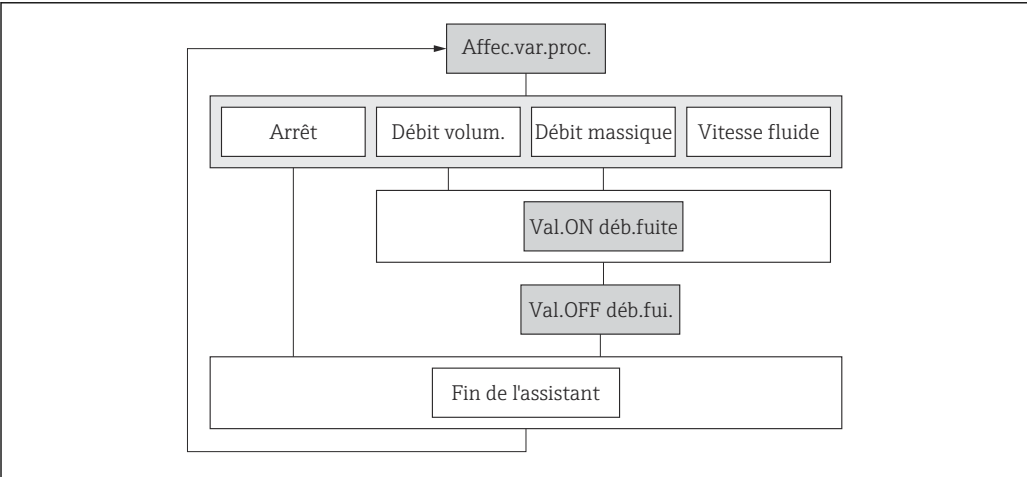 Affec.var.proc.
Arrêt
Débit volum.
Débit massique
Vitesse fluide
Val.ON déb.fuite
Val.OFF déb.fui.
Fin de l'assistant